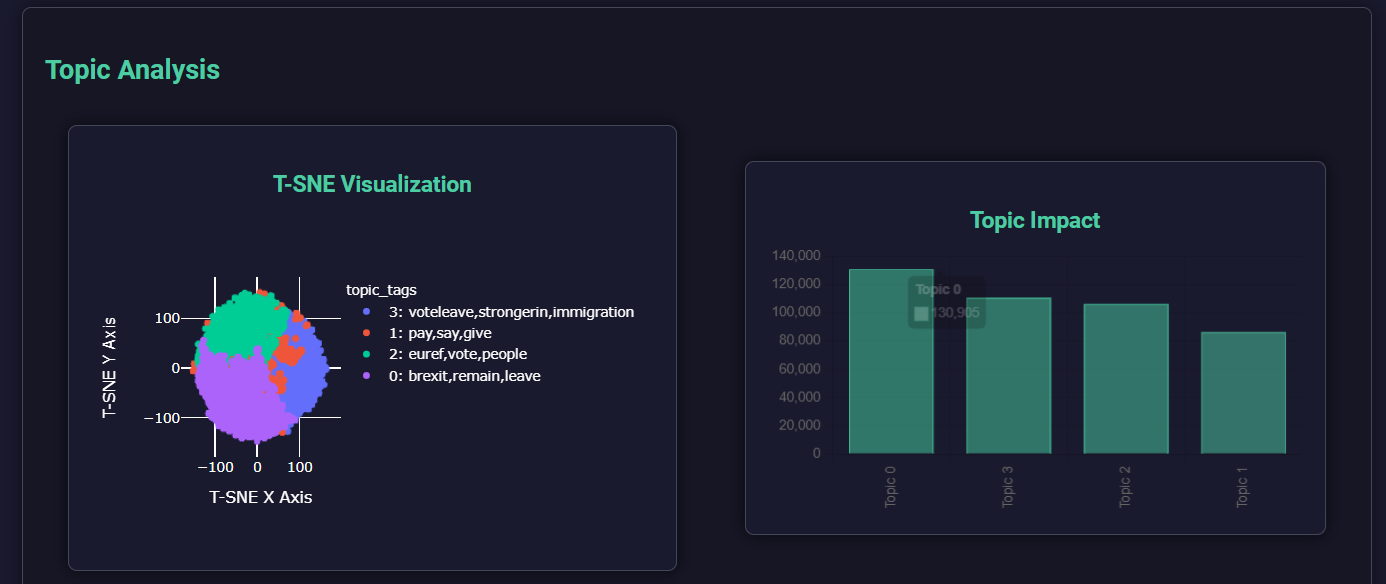 Topic Analysis
T-SNE Visualization
topic_tags
3: voteleave,strongerin,immigration
1: pay,say,give
2: euref,vote,people
0: brexit,remain,leave
T-SNE Y Axis
100
0
−100
−100 0 100
T-SNE X Axis
Topic Impact
140,000
120,000
100,000
80,000
60,000
40,000
20,000
0
Topic 0
130,905
Topic 0
Topic 3
Topic 2
Topic 1